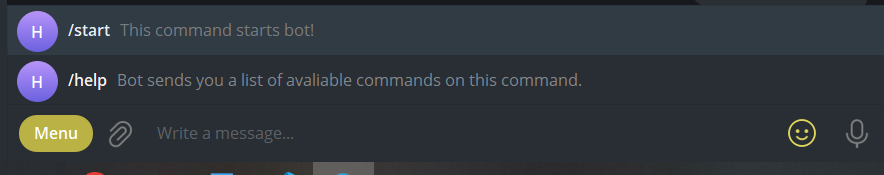 H /start This command starts bot!
H /help Bot sends you a list of avaliable commands on this command.
Menu Write a message...